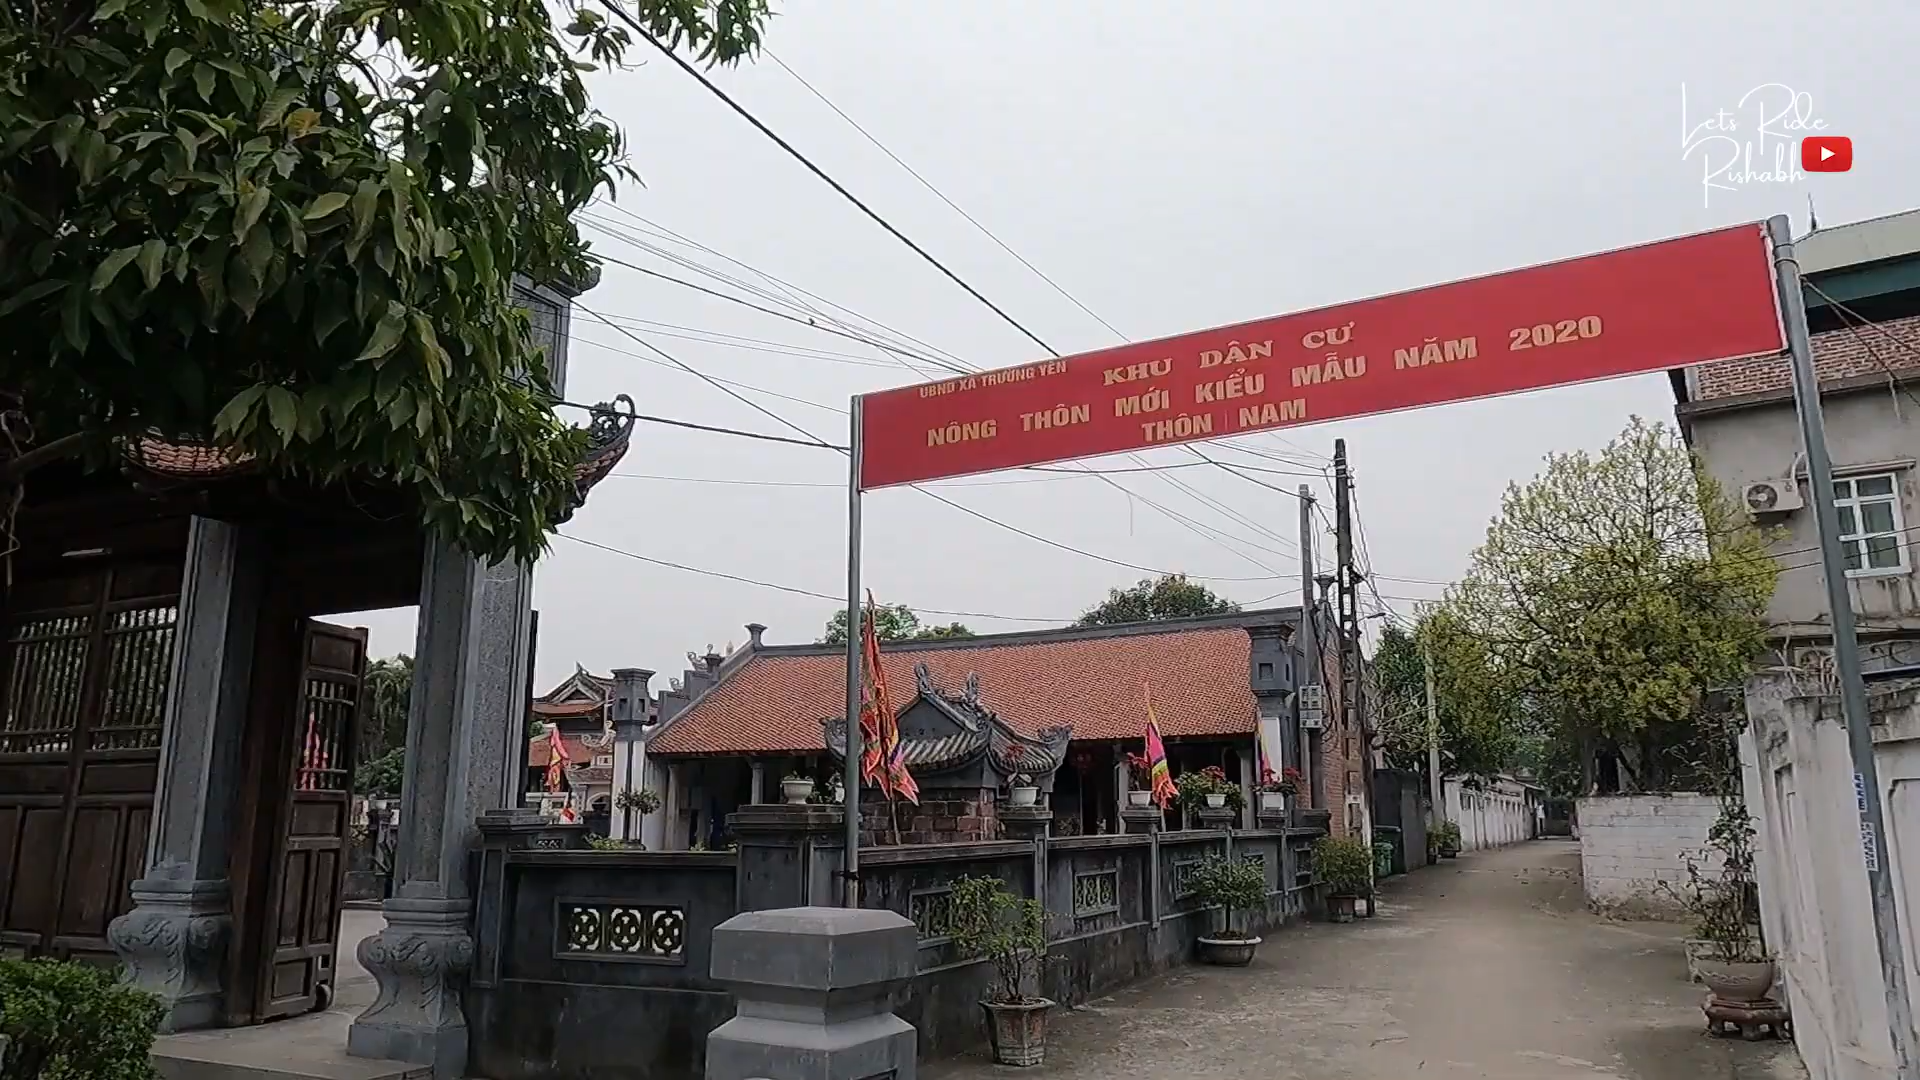 Lets Ride
Rishabh
UBND XÃ TRƯỜNG YÊN
KHU DÂN CƯ
NÔNG THÔN MỚI KIỂU MẪU NĂM 2020
THÔN NAM